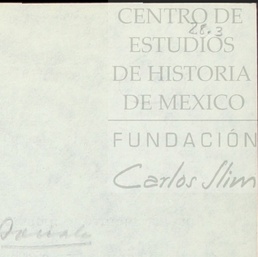 CENTRO DE
28.3
ESTUDIOS
DE HISTORIA
DE MEXICO
FUNDACIÓN
Carlos Slim